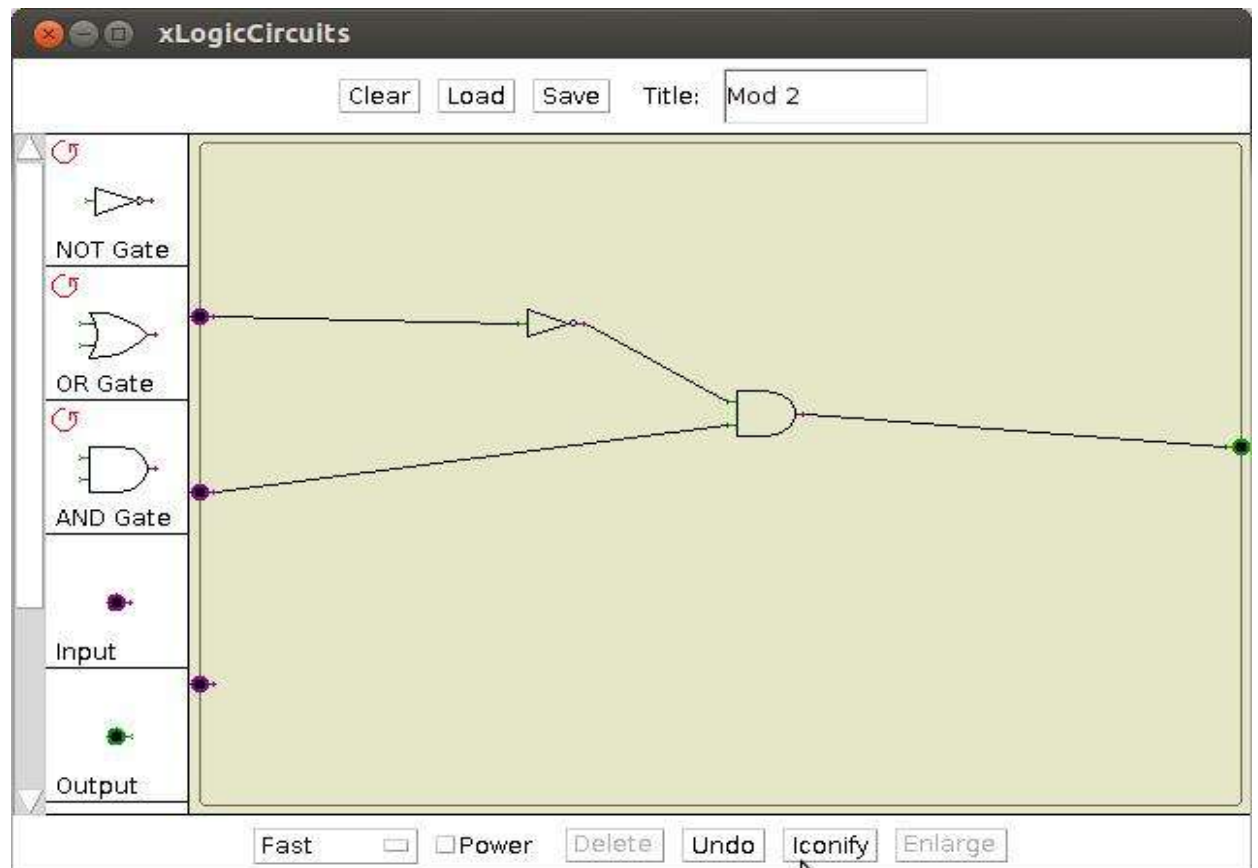 xLogicCircuits
Clear Load Save Title: Mod 2
NOT Gate
OR Gate
AND Gate
Input
Output
Fast Power Delete Undo Iconify Enlarge